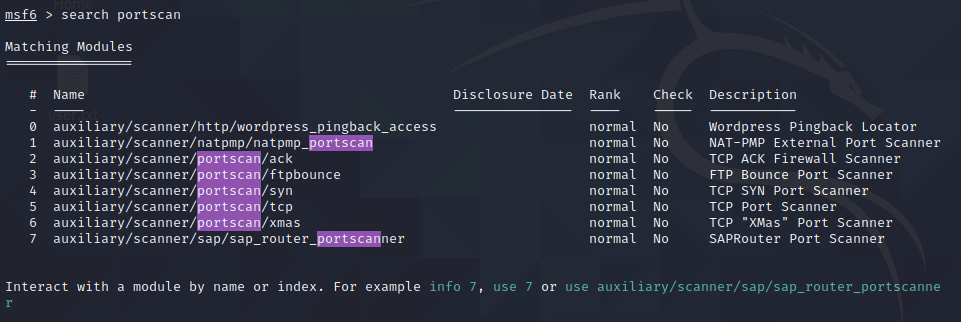 Home
msf6 > search portscan
Matching Modules
================
# Name Disclosure Date Rank Check Description
- ---- --------------- ---- ----- -----------
user.txt
0 auxiliary/scanner/http/wordpress_pingback_access normal No Wordpress Pingback Locator
1 auxiliary/scanner/natpmp/natpmp_portscan normal No NAT-PMP External Port Scanner
2 auxiliary/scanner/portscan/ack normal No TCP ACK Firewall Scanner
3 auxiliary/scanner/portscan/ftpbounce normal No FTP Bounce Port Scanner
4 auxiliary/scanner/portscan/syn normal No TCP SYN Port Scanner
5 auxiliary/scanner/portscan/tcp normal No TCP Port Scanner
6 auxiliary/scanner/portscan/xmas normal No TCP "XMas" Port Scanner
7 auxiliary/scanner/sap/sap_router_portscanner normal No SAPRouter Port Scanner
Interact with a module by name or index. For example info 7, use 7 or use auxiliary/scanner/sap/sap_router_portscanne
r